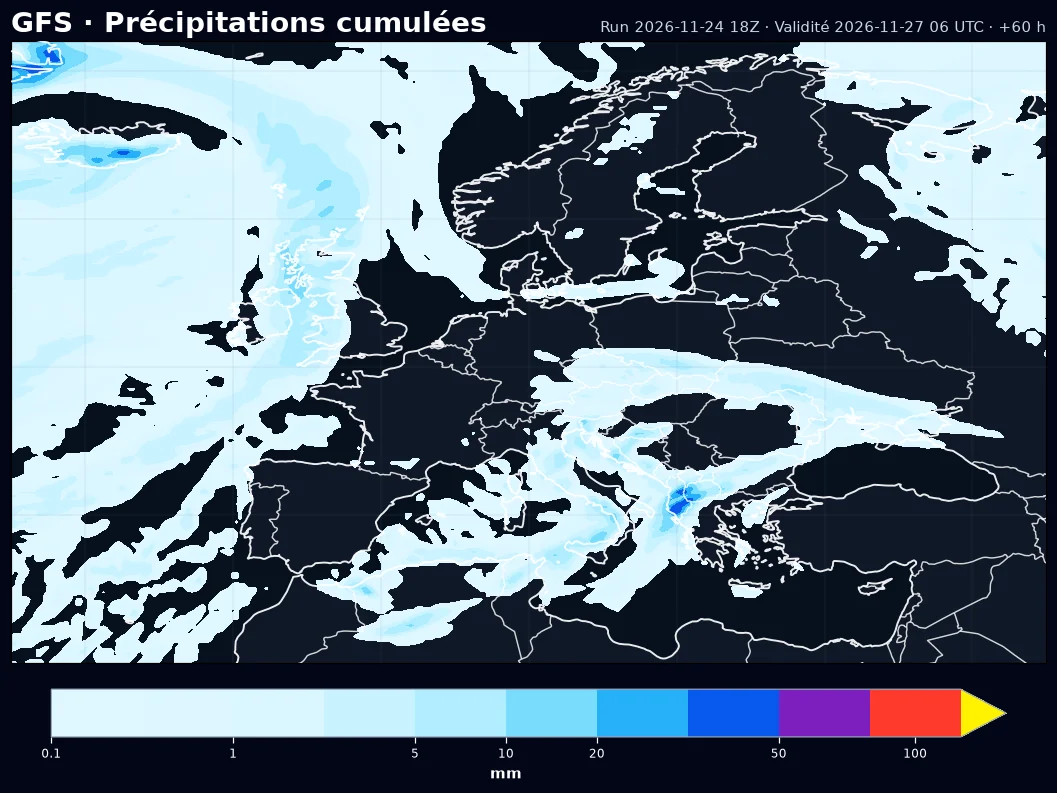 GFS · Précipitations cumulées
Run 2026-11-24 18Z · Validité 2026-11-27 06 UTC · +60 h
0.1 1 5 10 20 50 100
mm